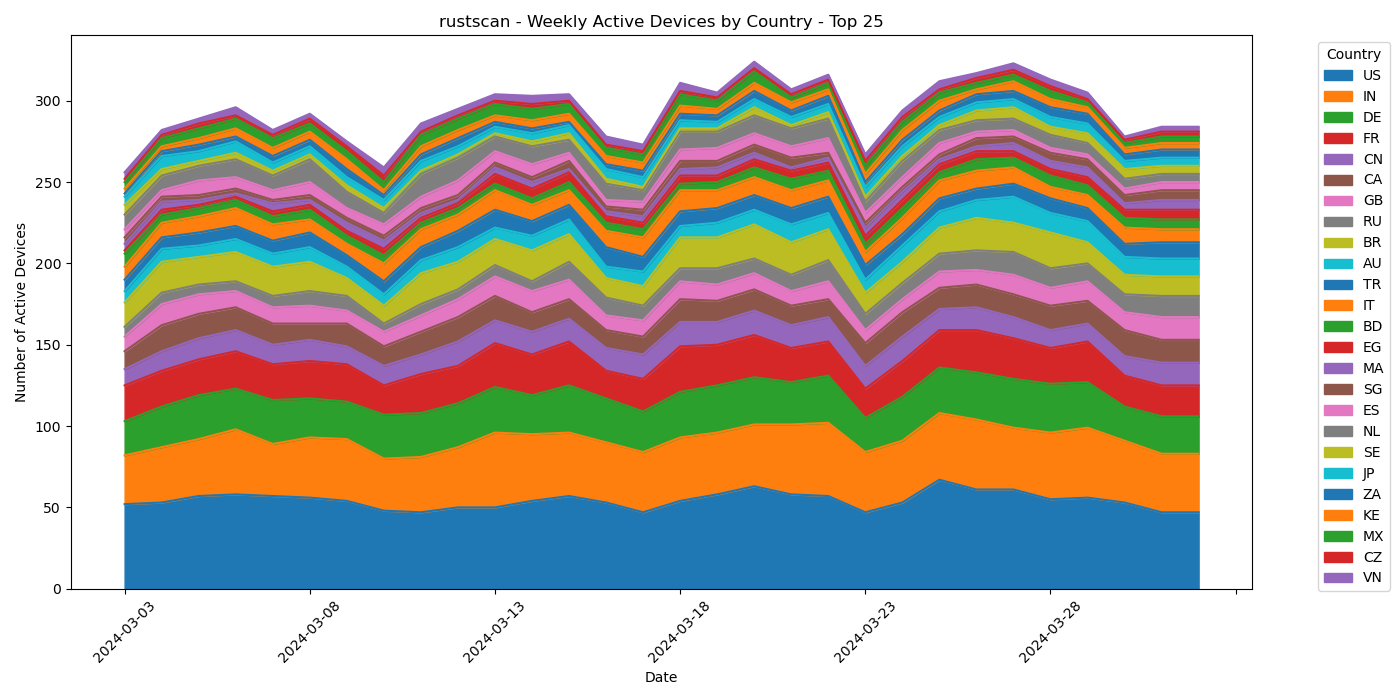 rustscan - Weekly Active Devices by Country - Top 25
Number of Active Devices
300
250
200
150
100
50
0
2024-03-03
2024-03-08
2024-03-13
2024-03-18
2024-03-23
2024-03-28
Date
Country
US
IN
DE
FR
CN
CA
GB
RU
BR
AU
TR
IT
BD
EG
MA
SG
ES
NL
SE
JP
ZA
KE
MX
CZ
VN